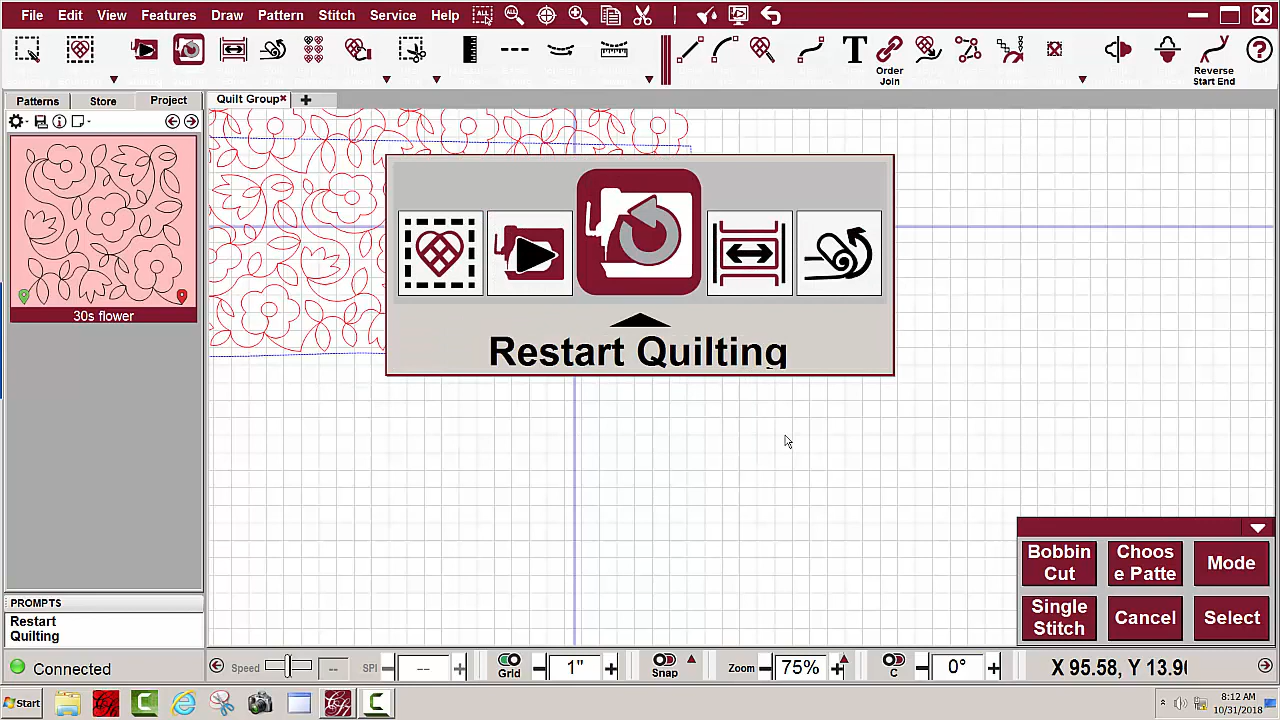 File Edit View Features Draw Pattern Stitch Service Help ALL ALL
T Order Join Reverse Start End ?
Patterns Store Project Quilt Group +
30s flower
Restart Quilting
Bobbin Cut Choos e Patte Mode
Single Stitch Cancel Select
PROMPTS
Restart
Quilting
Connected Speed -- SPI -- Grid 1" Snap Zoom 75% C 0° X 95.58, Y 13.9
Start 8:12 AM
10/31/2018